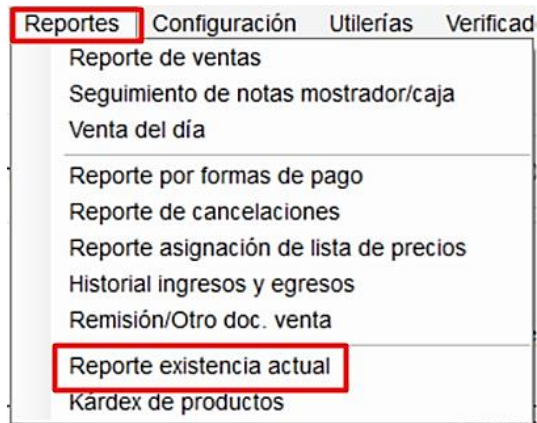 Reportes Configuración Utilerías Verificad
Reporte de ventas
Seguimiento de notas mostrador/caja
Venta del día
Reporte por formas de pago
Reporte de cancelaciones
Reporte asignación de lista de precios
Historial ingresos y egresos
Remisión/Otro doc. venta
Reporte existencia actual
Kárdex de productos